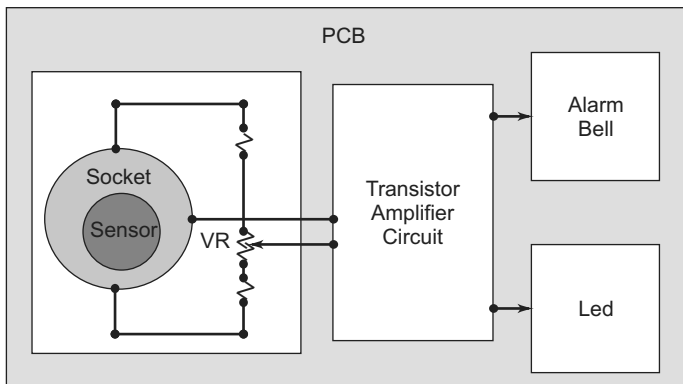 PCB
Socket
Sensor
VR
Transistor
Amplifier
Circuit
Alarm
Bell
Led